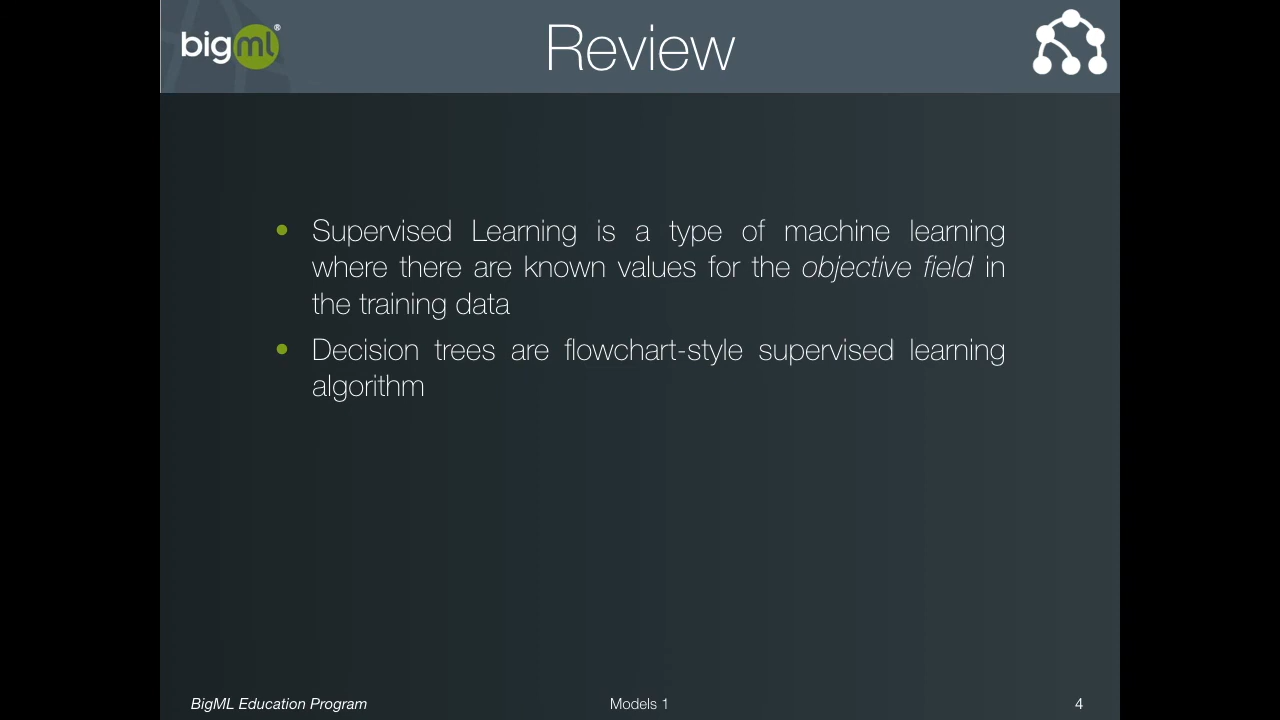 bigml®
Review
• Supervised Learning is a type of machine learning
where there are known values for the objective field in
the training data
• Decision trees are flowchart-style supervised learning
algorithm
BigML Education Program
Models 1
4